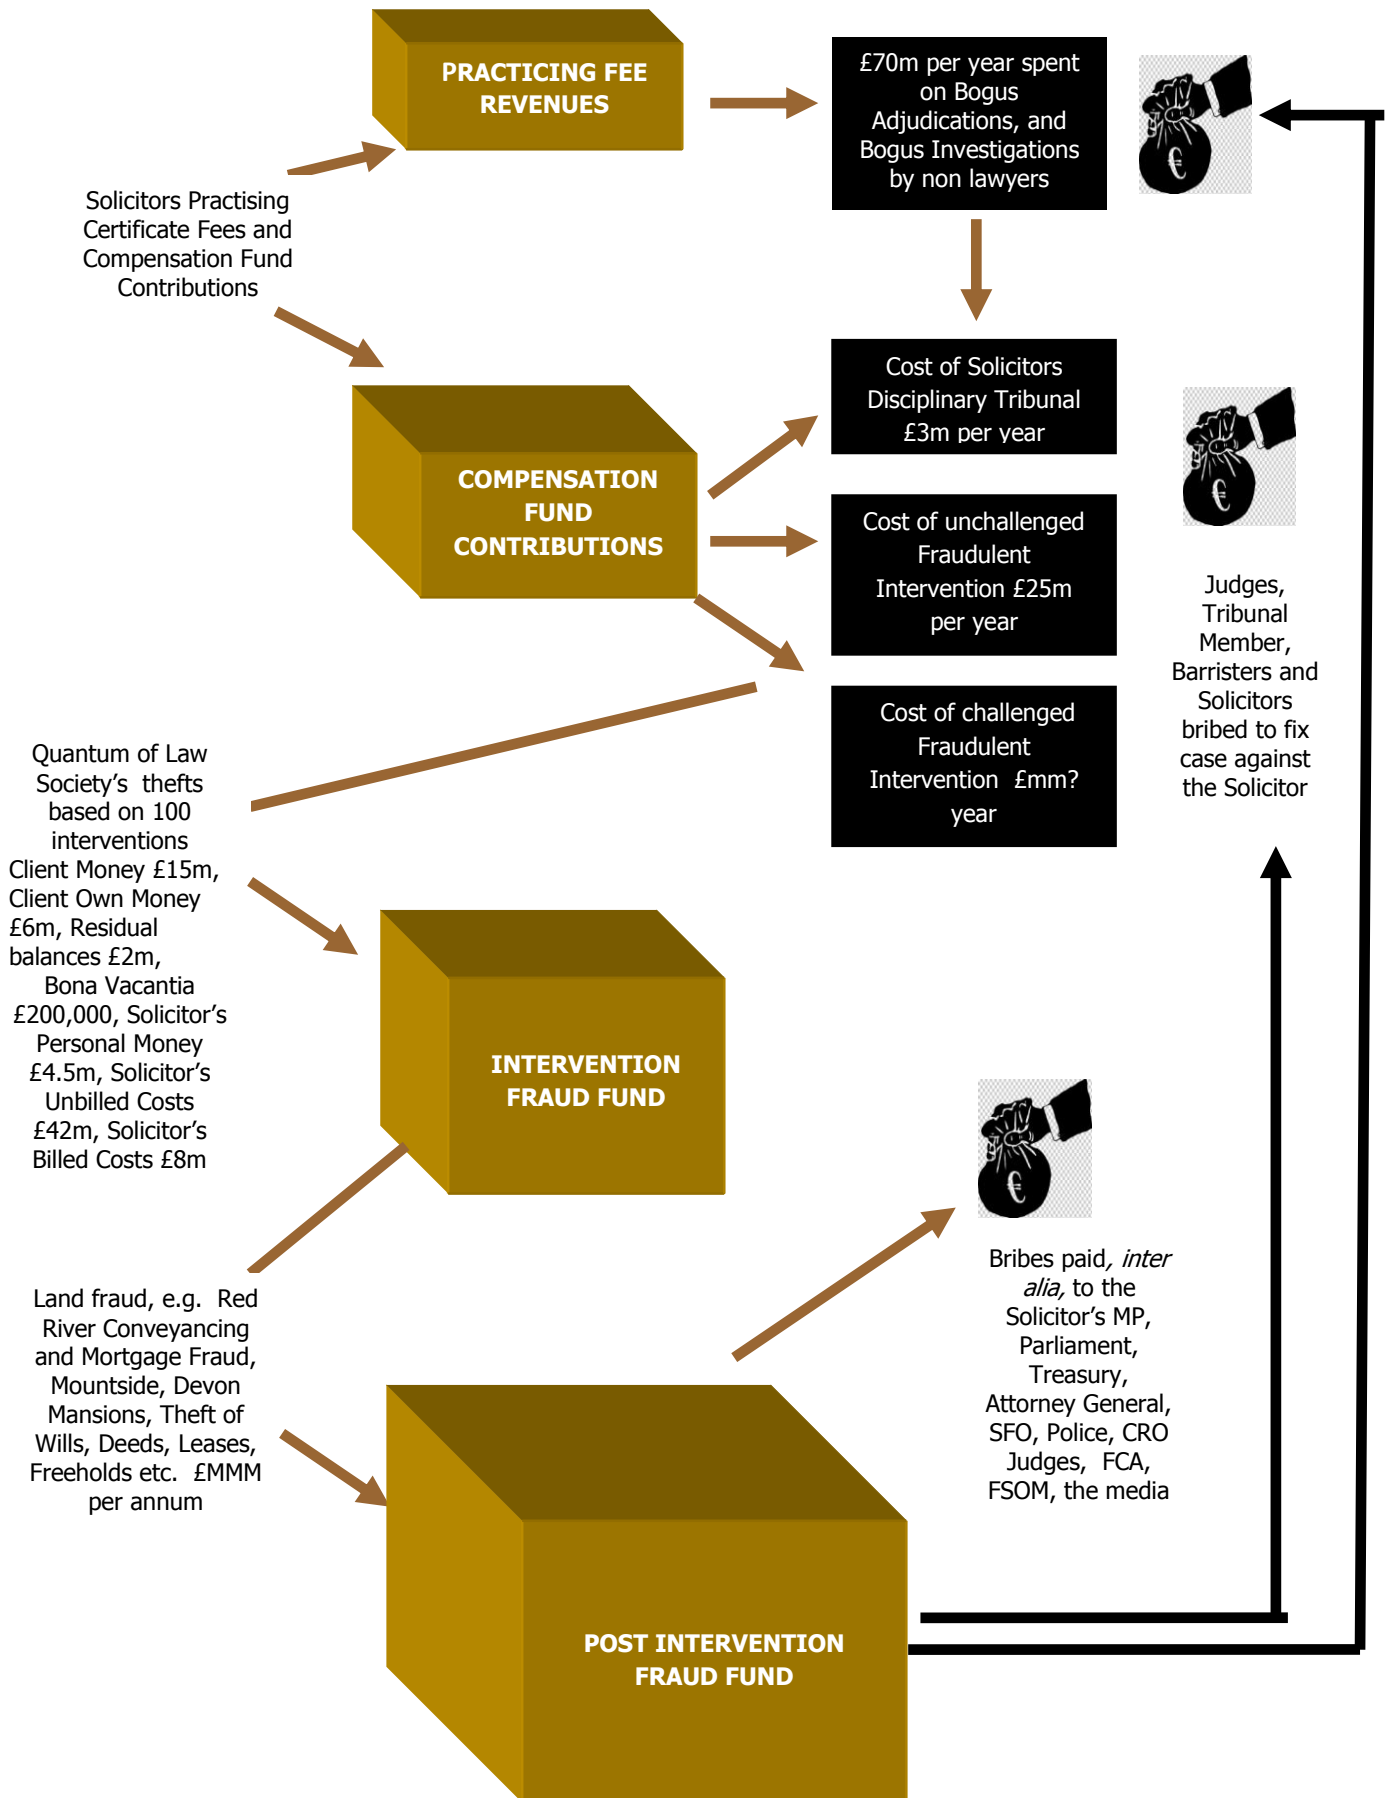 PRACTICING FEE
REVENUES
£70m per year spent
on Bogus
Adjudications, and
Bogus Investigations
by non lawyers
€
Solicitors Practising
Certificate Fees and
Compensation Fund
Contributions
Cost of Solicitors
Disciplinary Tribunal
£3m per year
COMPENSATION
FUND
CONTRIBUTIONS
€
Cost of unchallenged
Fraudulent
Intervention £25m
per year
Judges,
Tribunal
Member,
Barristers and
Solicitors
bribed to fix
case against
the Solicitor
Cost of challenged
Fraudulent
Intervention £mm?
year
Quantum of Law
Society’s thefts
based on 100
interventions
Client Money £15m,
Client Own Money
£6m, Residual
balances £2m,
Bona Vacantia
£200,000, Solicitor’s
Personal Money
£4.5m, Solicitor’s
Unbilled Costs
£42m, Solicitor’s
Billed Costs £8m
INTERVENTION
FRAUD FUND
€
Land fraud, e.g. Red
River Conveyancing
and Mortgage Fraud,
Mountside, Devon
Mansions, Theft of
Wills, Deeds, Leases,
Freeholds etc. £MMM
per annum
Bribes paid, inter
alia, to the
Solicitor’s MP,
Parliament,
Treasury,
Attorney General,
SFO, Police, CRO
Judges, FCA,
FSOM, the media
POST INTERVENTION
FRAUD FUND